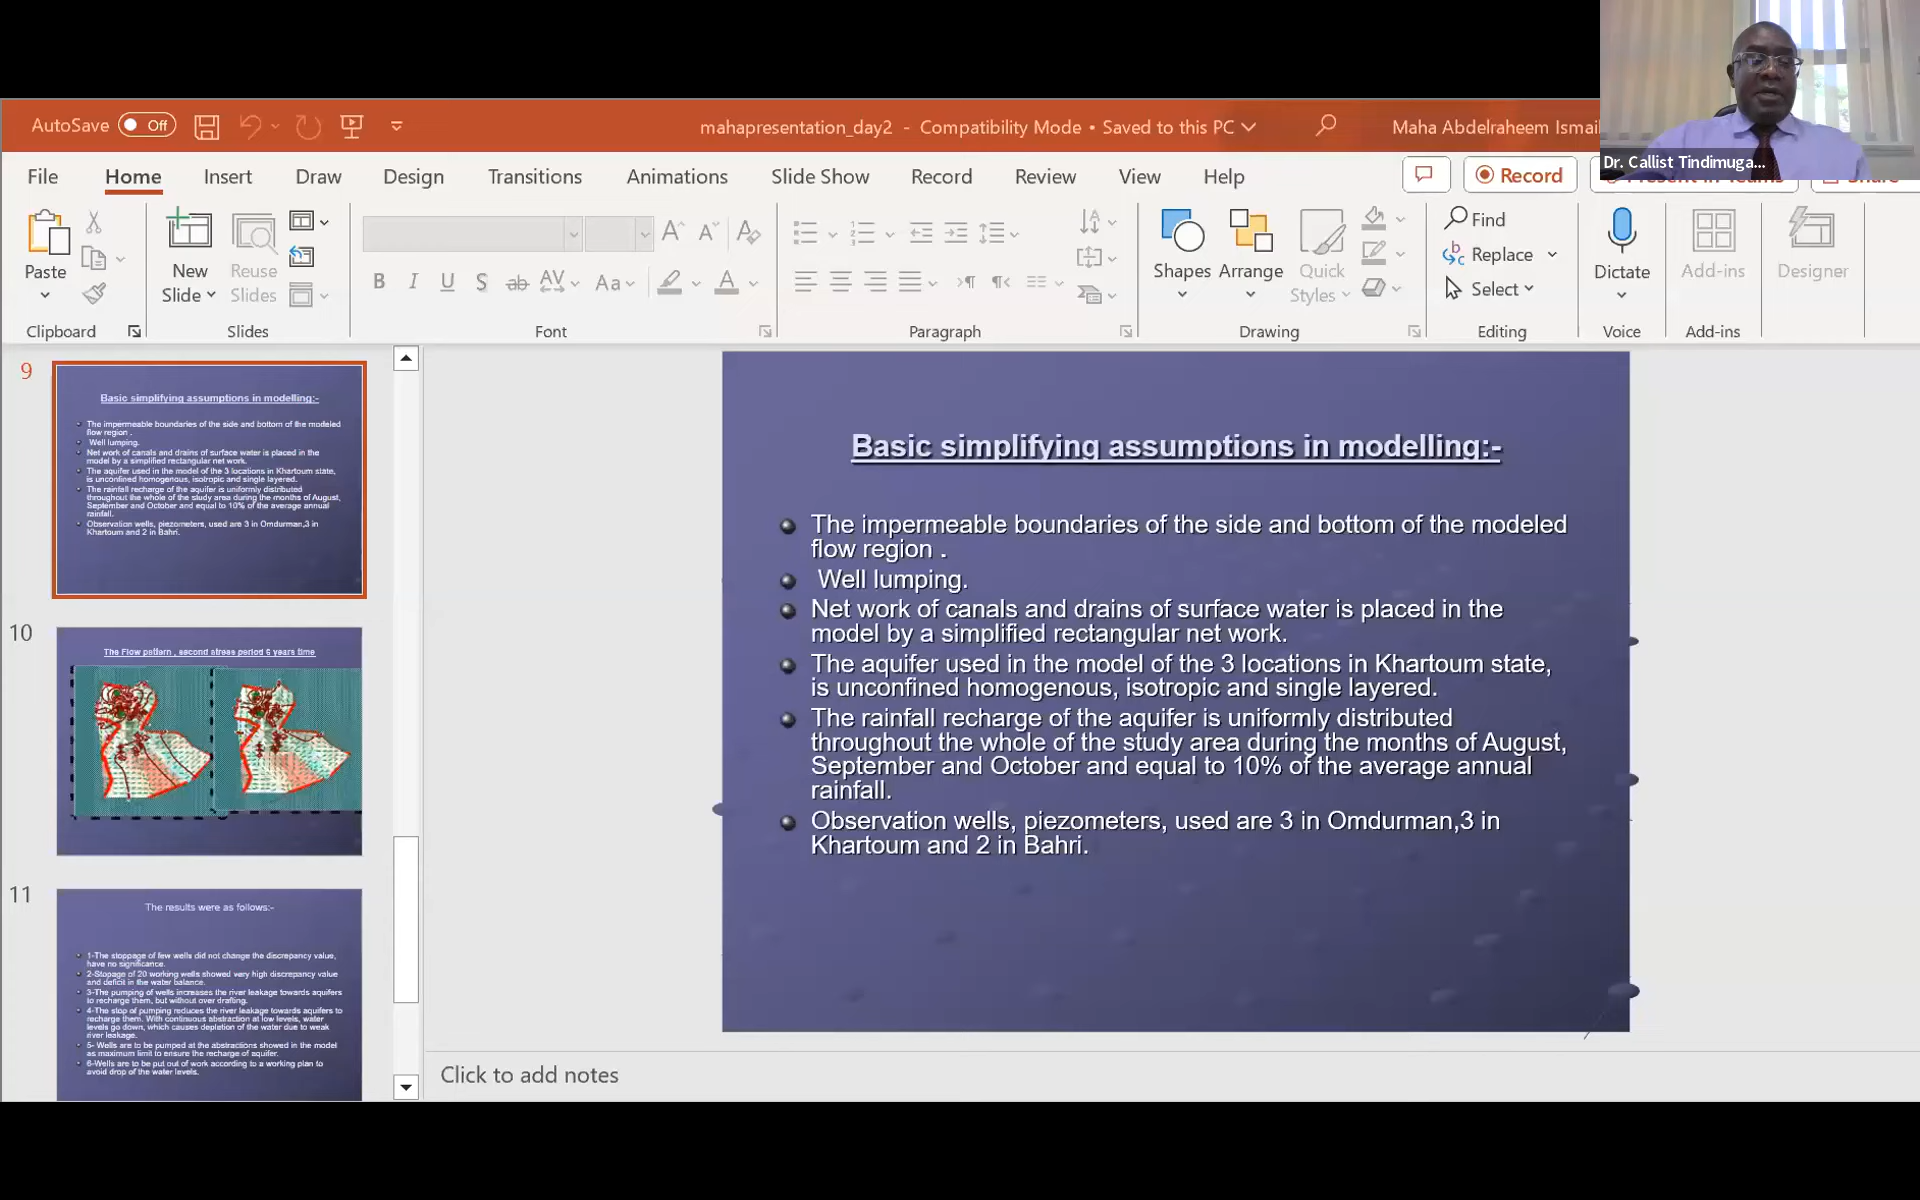 AutoSave Off
mahapresentation_day2 - Compatibility Mode • Saved to this PC
Maha Abdelraheem Ismail
Dr. Callist Tindimuga...
File Home Insert Draw Design Transitions Animations Slide Show Record Review View Help
Record
Paste
New
Slide
Reuse
Slides
B I U S ab AV Aa A
Shapes Arrange Quick
Styles
Find
Replace
Select
Dictate
Add-ins
Designer
Clipboard Slides Font Paragraph Drawing Editing Voice Add-ins
9
Basic simplifying assumptions in modelling:-
The impermeable boundaries of the side and bottom of the modeled
flow region .
Well lumping.
Net work of canals and drains of surface water is placed in the
model by a simplified rectangular net work.
The aquifer used in the model of the 3 locations in Khartoum state,
is unconfined homogenous, isotropic and single layered.
The rainfall recharge of the aquifer is uniformly distributed
throughout the whole of the study area during the months of August,
September and October and equal to 10% of the average annual
rainfall.
Observation wells, piezometers, used are 3 in Omdurman,3 in
Khartoum and 2 in Bahri.
10
The Flow pattern , second stress period 5 years time
11
The results were as follows:-
1-The stoppage of few wells did not change the discrepancy value,
have no significance.
2-Stopage of 20 working wells showed very high discrepancy value
and deficit in the water balance.
3-The pumping of wells increases the river leakage towards aquifers
to recharge them, but without over drafting.
4-The stop of pumping reduces the river leakage towards aquifers to
recharge them. With continuous abstraction at low levels, water
levels go down, which causes depletion of the water due to weak
river leakage.
5- Wells are to be pumped at the abstractions showed in the model
as maximum limit to ensure the recharge of aquifer.
6-Wells are to be put out of work according to a working plan to
avoid drop of the water levels.
Basic simplifying assumptions in modelling:-
The impermeable boundaries of the side and bottom of the modeled
flow region .
Well lumping.
Net work of canals and drains of surface water is placed in the
model by a simplified rectangular net work.
The aquifer used in the model of the 3 locations in Khartoum state,
is unconfined homogenous, isotropic and single layered.
The rainfall recharge of the aquifer is uniformly distributed
throughout the whole of the study area during the months of August,
September and October and equal to 10% of the average annual
rainfall.
Observation wells, piezometers, used are 3 in Omdurman,3 in
Khartoum and 2 in Bahri.
Click to add notes